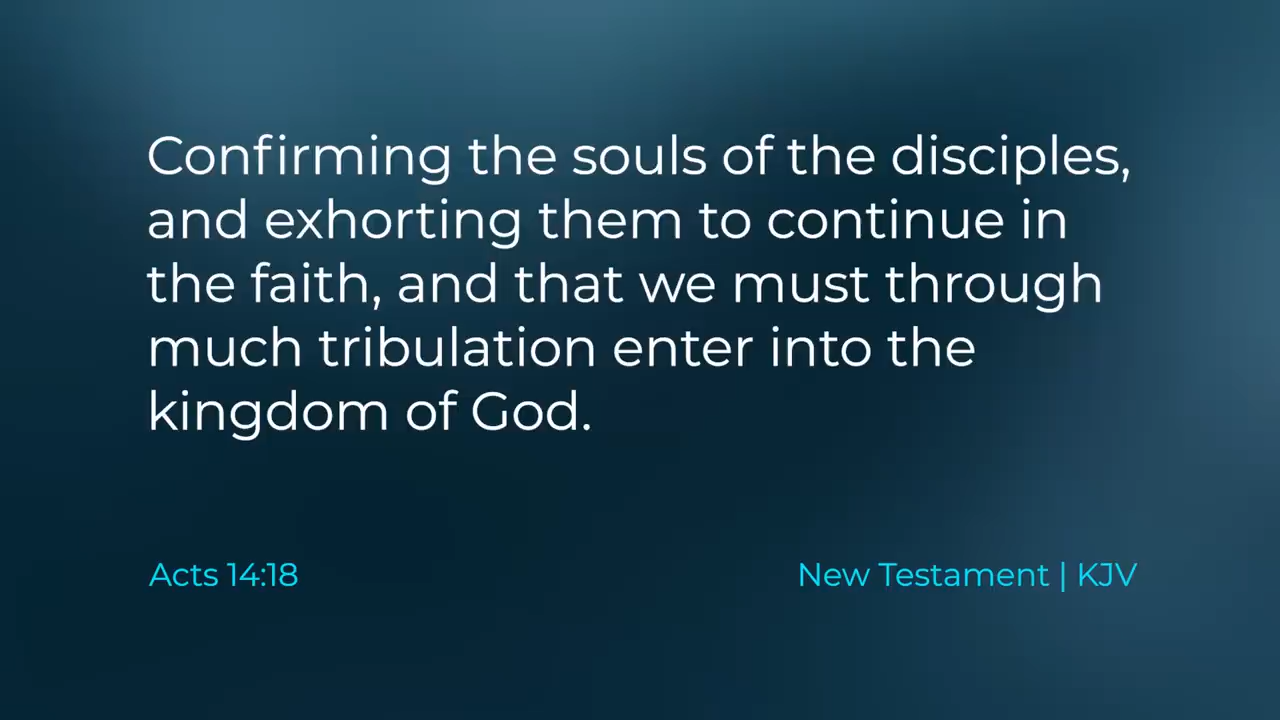 Confirming the souls of the disciples,
and exhorting them to continue in
the faith, and that we must through
much tribulation enter into the
kingdom of God.
Acts 14:18
New Testament | KJV